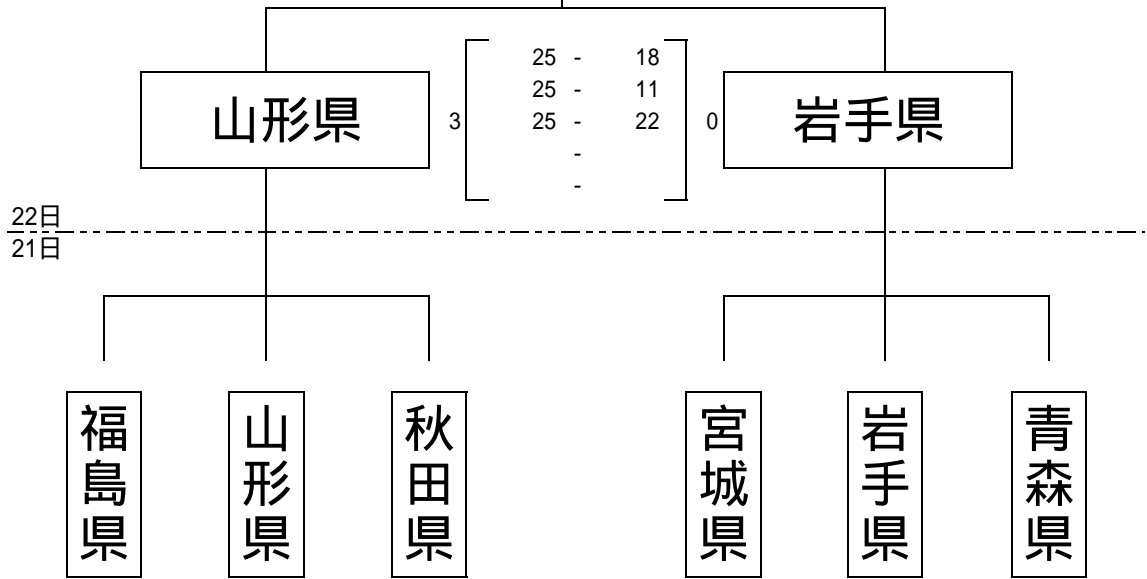 25 - 18
25 - 11
山形県 3 25 - 22 0 岩手県
-
-
22日
21日
福島県
山形県
秋田県
宮城県
岩手県
青森県